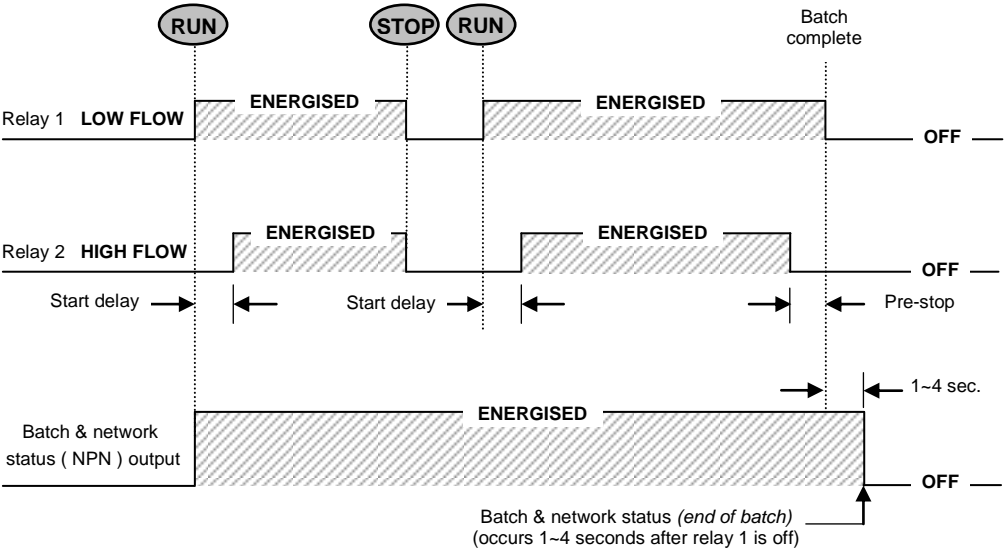 RUN STOP RUN Batch
complete
Relay 1 LOW FLOW ENERGISED ENERGISED OFF
Relay 2 HIGH FLOW ENERGISED ENERGISED OFF
Start delay Start delay Pre-stop
1~4 sec.
Batch & network
status ( NPN ) output ENERGISED OFF
Batch & network status (end of batch)
(occurs 1~4 seconds after relay 1 is off)